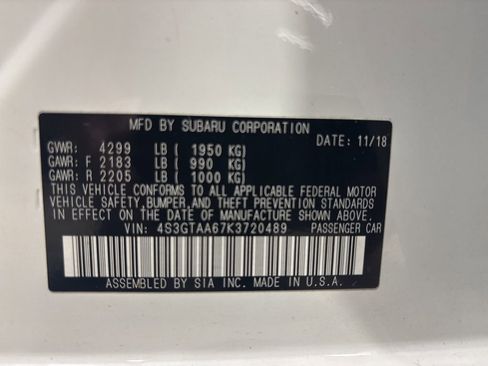 MFD BY SUBARU CORPORATION
DATE: 11/18
GVWR: 4299 LB ( 1950 KG)
GAWR: F 2183 LB ( 990 KG)
GAWR: R 2205 LB ( 1000 KG)
THIS VEHICLE CONFORMS TO ALL APPLICABLE FEDERAL MOTOR
VEHICLE SAFETY, BUMPER, AND THEFT PREVENTION STANDARDS
IN EFFECT ON THE DATE OF MANUFACTURE SHOWN ABOVE.
VIN: 4S3GTAA67K3720489 PASSENGER CAR
ASSEMBLED BY SIA INC. MADE IN U.S.A.